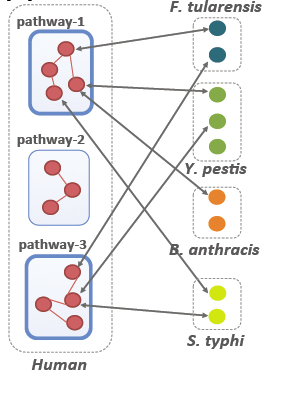 F. tularensis
pathway-1
pathway-2
Y. pestis
pathway-3
B. anthracis
S. typhi
Human